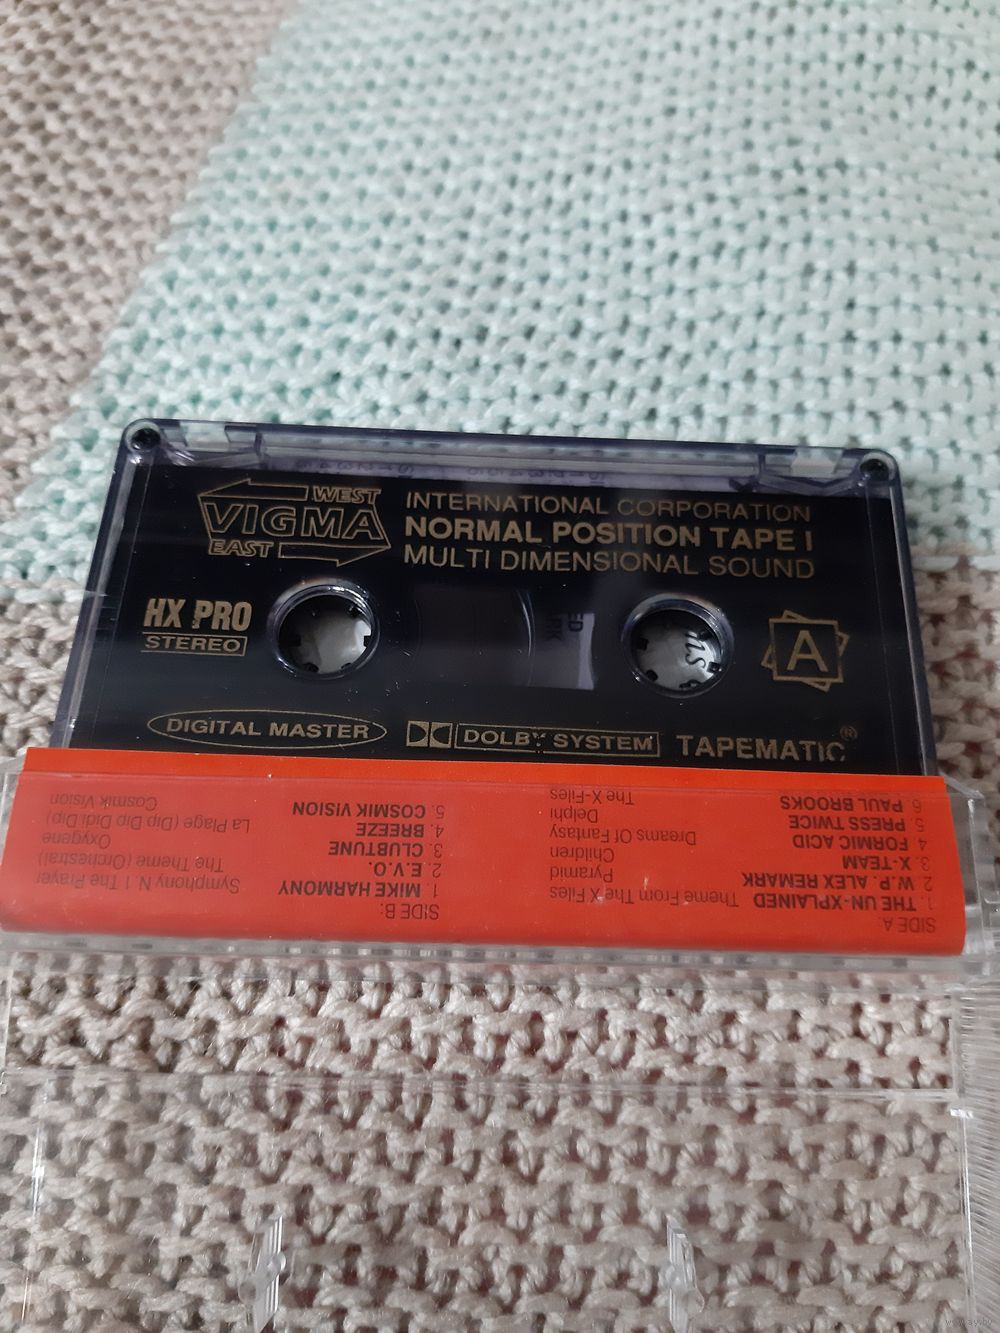 WEST
VIGMA
EAST
INTERNATIONAL CORPORATION
NORMAL POSITION TAPE I
MULTI DIMENSIONAL SOUND
HX PRO
STEREO
A
DIGITAL MASTER
DOLBY SYSTEM
TAPEMATIC®
SIDE A:
1. THE UN-XPLAINED Theme From The X Files
2. W.P. ALEX REMARK Pyramid
3. X-TEAM Children
4 FORMIC ACID Dreams Of Fantasy
5 PRESS TWICE Delphi
6 PAUL BROOKS The X-Files
SIDE B:
1. MIKE HARMONY Symphony N.1 The Prayer
2. E.V.O. The Theme (Orchestral)
3. CLUBTUNE Oxygene
4. BREEZE La Plage (Dip Dip Didi Dip)
5. COSMIK VISION Cosmik Vision